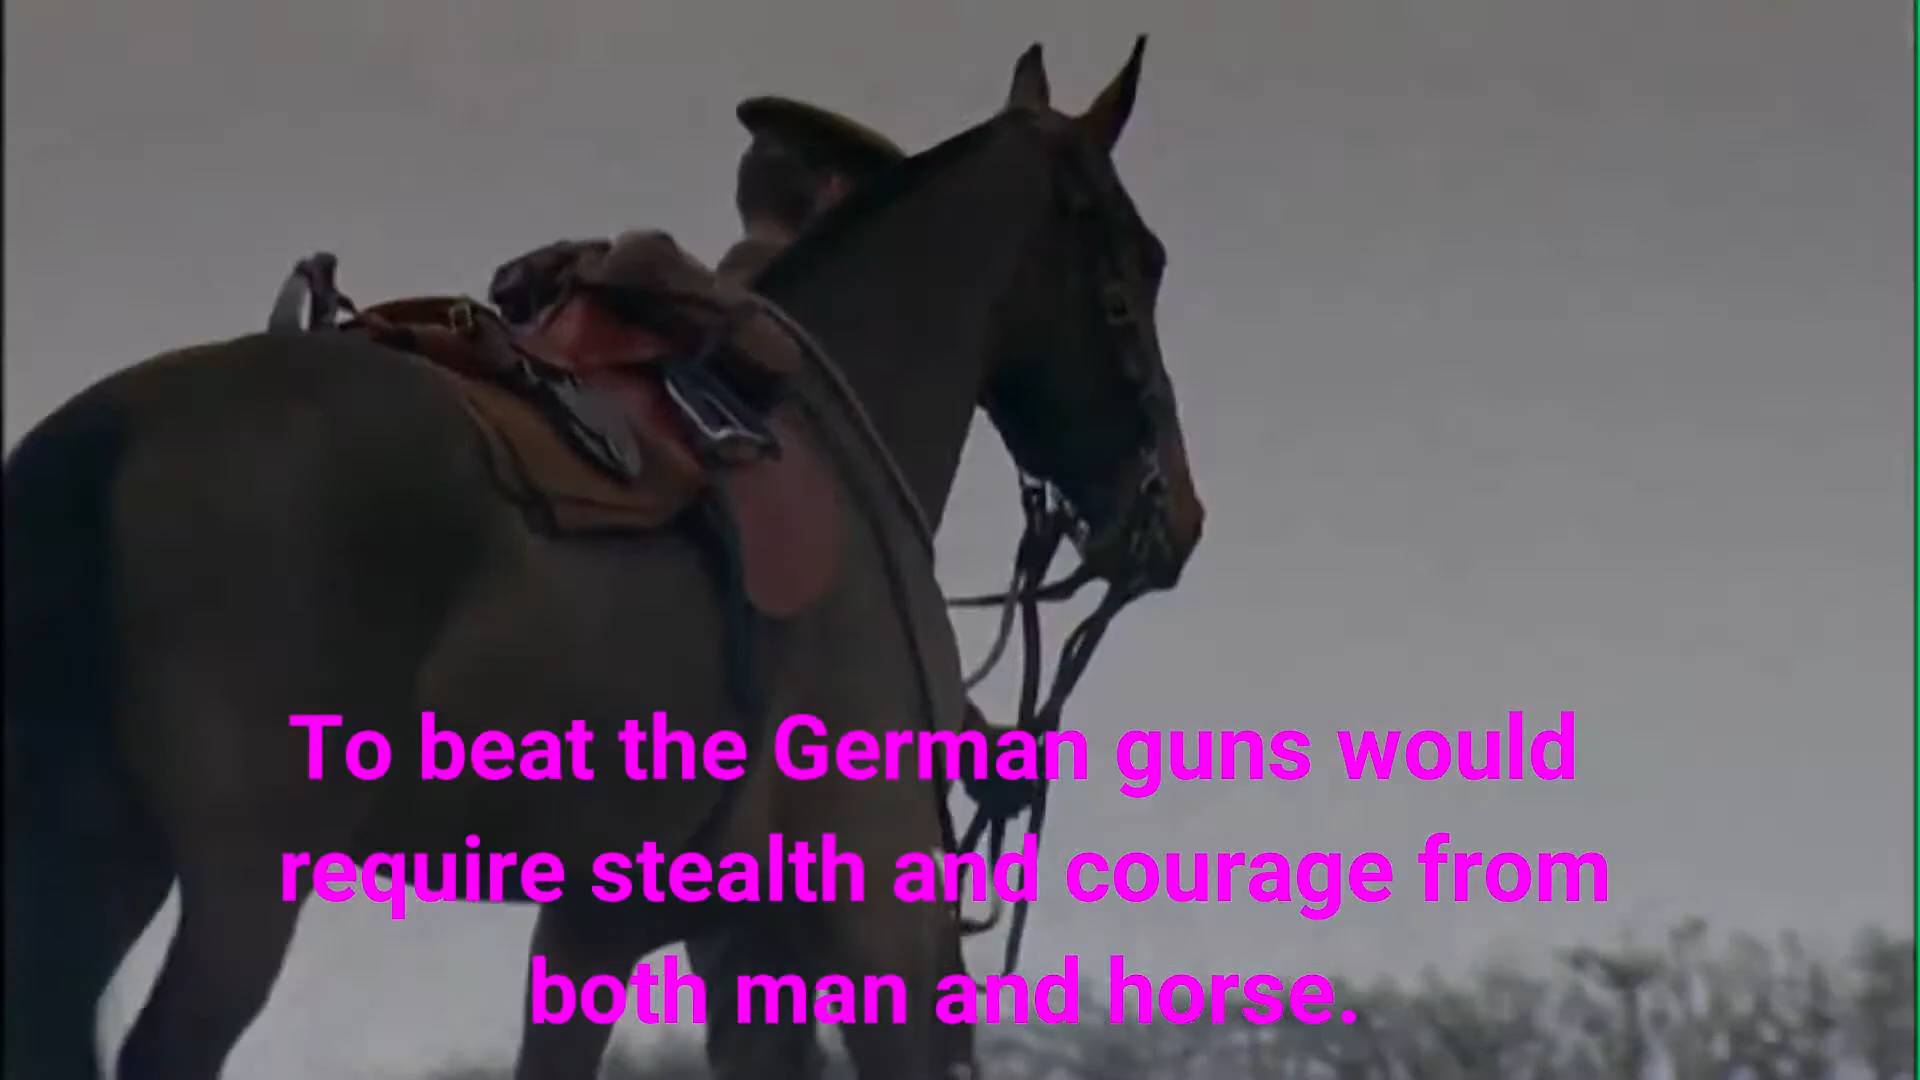 To beat the German guns would
require stealth and courage from
both man and horse.